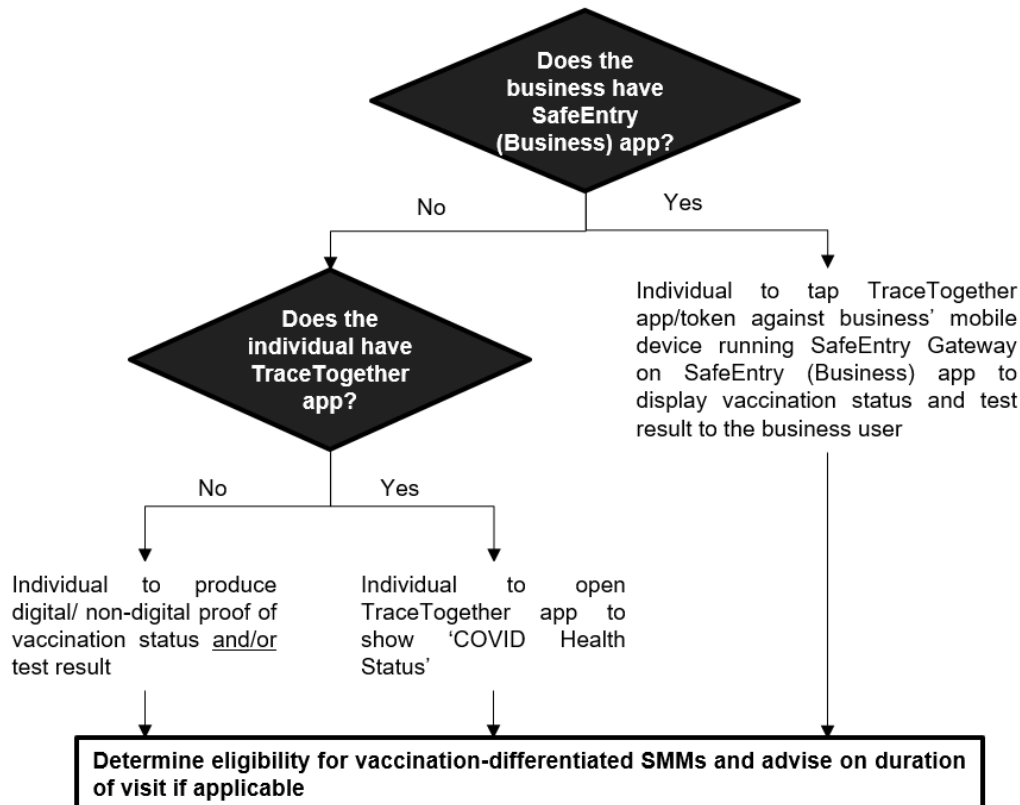 Does the
business have
SafeEntry
(Business) app?
No
Yes
Individual to tap TraceTogether
app/token against business’ mobile
device running SafeEntry Gateway
on SafeEntry (Business) app to
display vaccination status and test
result to the business user
Does the
individual have
TraceTogether
app?
No
Yes
Individual to produce
digital/ non-digital proof of
vaccination status and/or
test result
Individual to open
TraceTogether app to
show ‘COVID Health
Status’
Determine eligibility for vaccination-differentiated SMMs and advise on duration
of visit if applicable